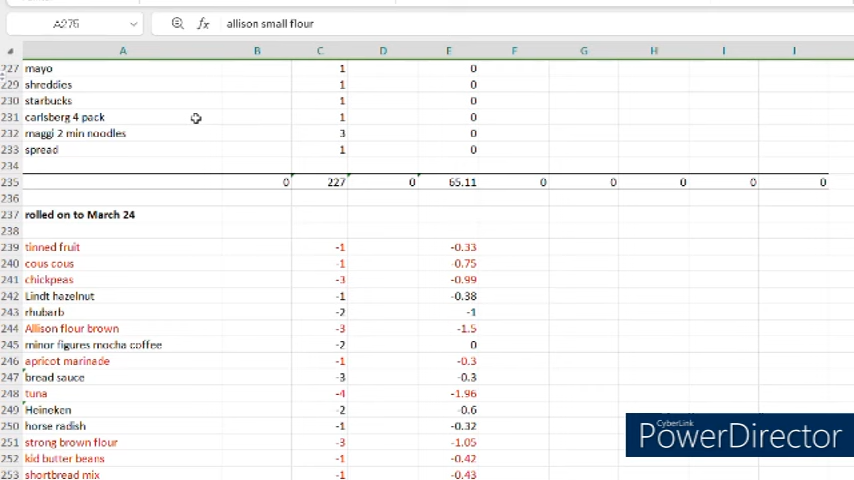 A275 fx allison small flour
A B C D E F G H I J
227 mayo 1 0
229 shreddies 1 0
230 starbucks 1 0
231 carlsberg 4 pack 1 0
232 maggi 2 min noodles 3 0
233 spread 1 0
234
235 0 227 0 65.11 0 0 0 0 0
236
237 rolled on to March 24
238
239 tinned fruit -1 -0.33
240 cous cous -1 -0.75
241 chickpeas -3 -0.99
242 Lindt hazelnut -1 -0.38
243 rhubarb -2 -1
244 Allison flour brown -3 -1.5
245 minor figures mocha coffee -2 0
246 apricot marinade -1 -0.3
247 bread sauce -3 -0.3
248 tuna -4 -1.96
249 Heineken -2 -0.6
250 horse radish -1 -0.32
251 strong brown flour -3 -1.05
252 kid butter beans -1 -0.42
253 shortbread mix -1 -0.43
CyberLink
PowerDirector